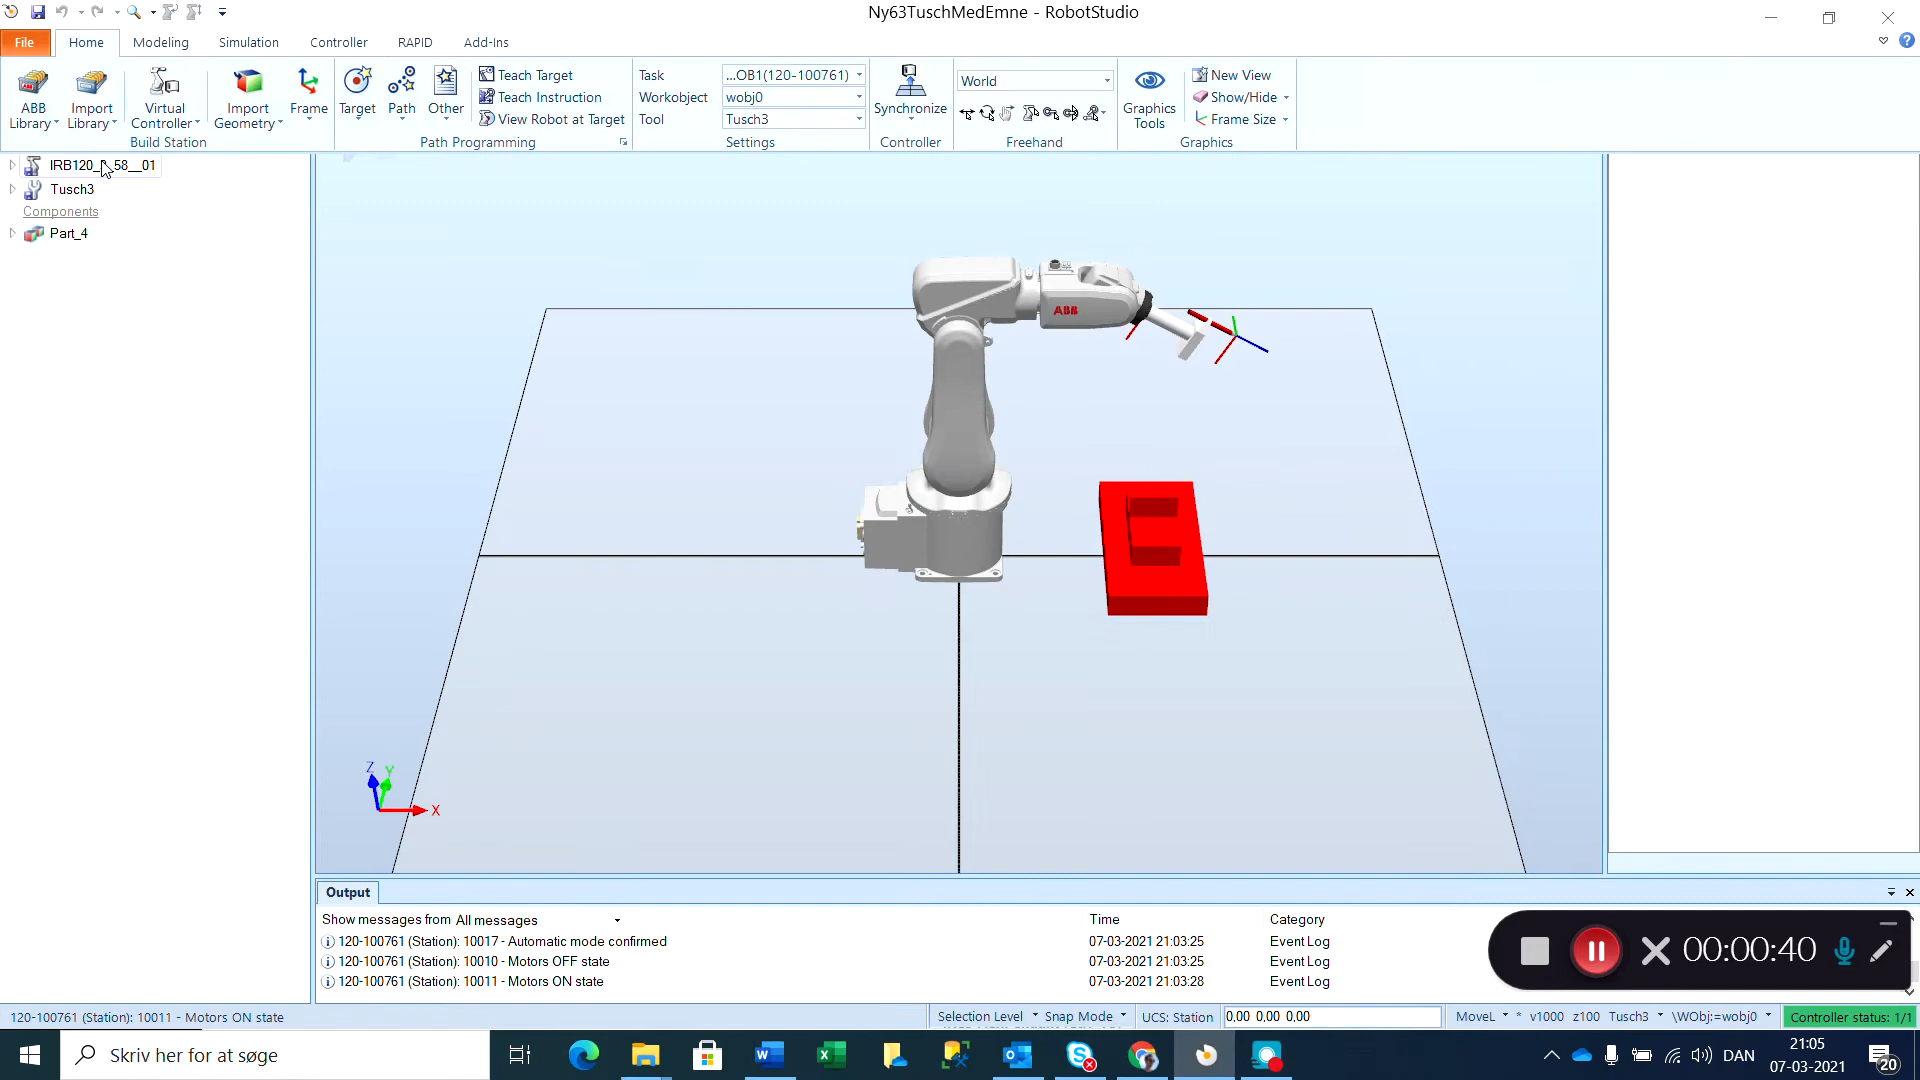 Ny63TuschMedEmne - RobotStudio
File Home Modeling Simulation Controller RAPID Add-Ins
ABB Library
Import Library
Virtual Controller
Build Station
Import Geometry
Frame
Target
Path
Other
Teach Target
Teach Instruction
View Robot at Target
Path Programming
Task ...OB1(120-100761)
Workobject wobj0
Tool Tusch3
Settings
Synchronize
Controller
World
Freehand
Graphics Tools
New View
Show/Hide
Frame Size
Graphics
58__01
Tusch3
Components
Part_4
ABB
Z
Y
X
Output
Show messages from All messages Time Category
120-100761 (Station): 10017 - Automatic mode confirmed 07-03-2021 21:03:25 Event Log
120-100761 (Station): 10010 - Motors OFF state 07-03-2021 21:03:25 Event Log
120-100761 (Station): 10011 - Motors ON state 07-03-2021 21:03:28 Event Log
00:00:40
120-100761 (Station): 10011 - Motors ON state Selection Level Snap Mode UCS: Station 0,00 0,00 0,00 MoveL * v1000 z100 Tusch3 \WObj:=wobj0 Controller status: 1/1
Skriv her for at søge
DAN
21:05
07-03-2021
20